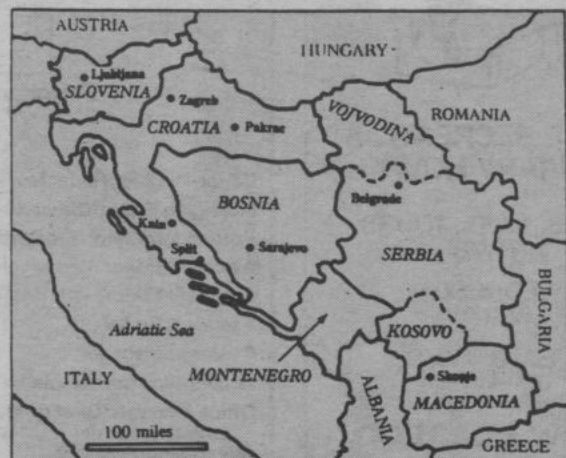 AUSTRIA
HUNGARY
Ljubljana
SLOVENIA
Zagreb
VOJVODINA
ROMANIA
CROATIA
Pakrac
BOSNIA
Belgrade
Knin
Split
Sarajevo
SERBIA
BULGARIA
Adriatic Sea
KOSOVO
ITALY
MONTENEGRO
ALBANIA
Skopje
MACEDONIA
100 miles
GREECE